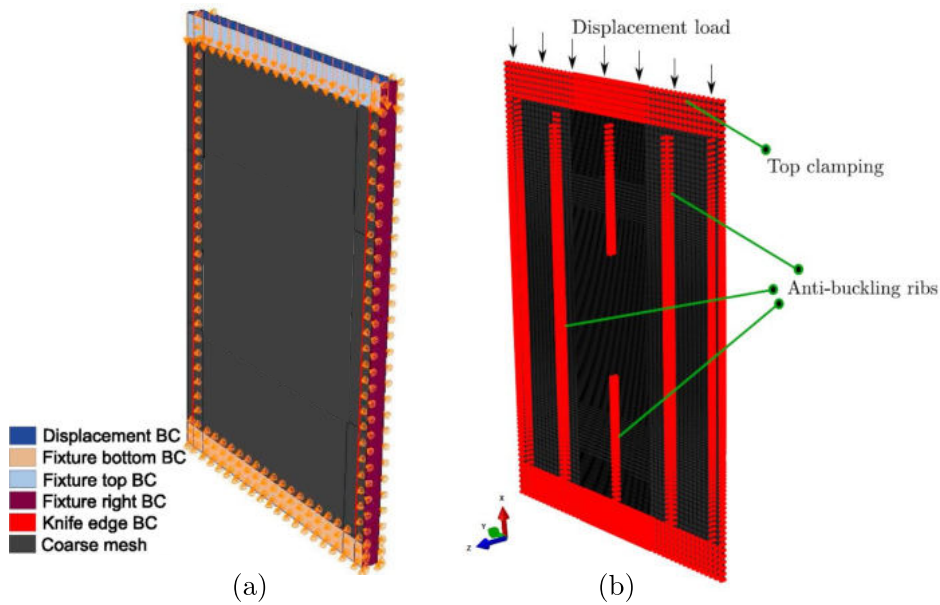 Displacement load
Top clamping
Anti-buckling ribs
Displacement BC
Fixture bottom BC
Fixture top BC
Fixture right BC
Knife edge BC
Coarse mesh
X
Y
Z
(a)
(b)